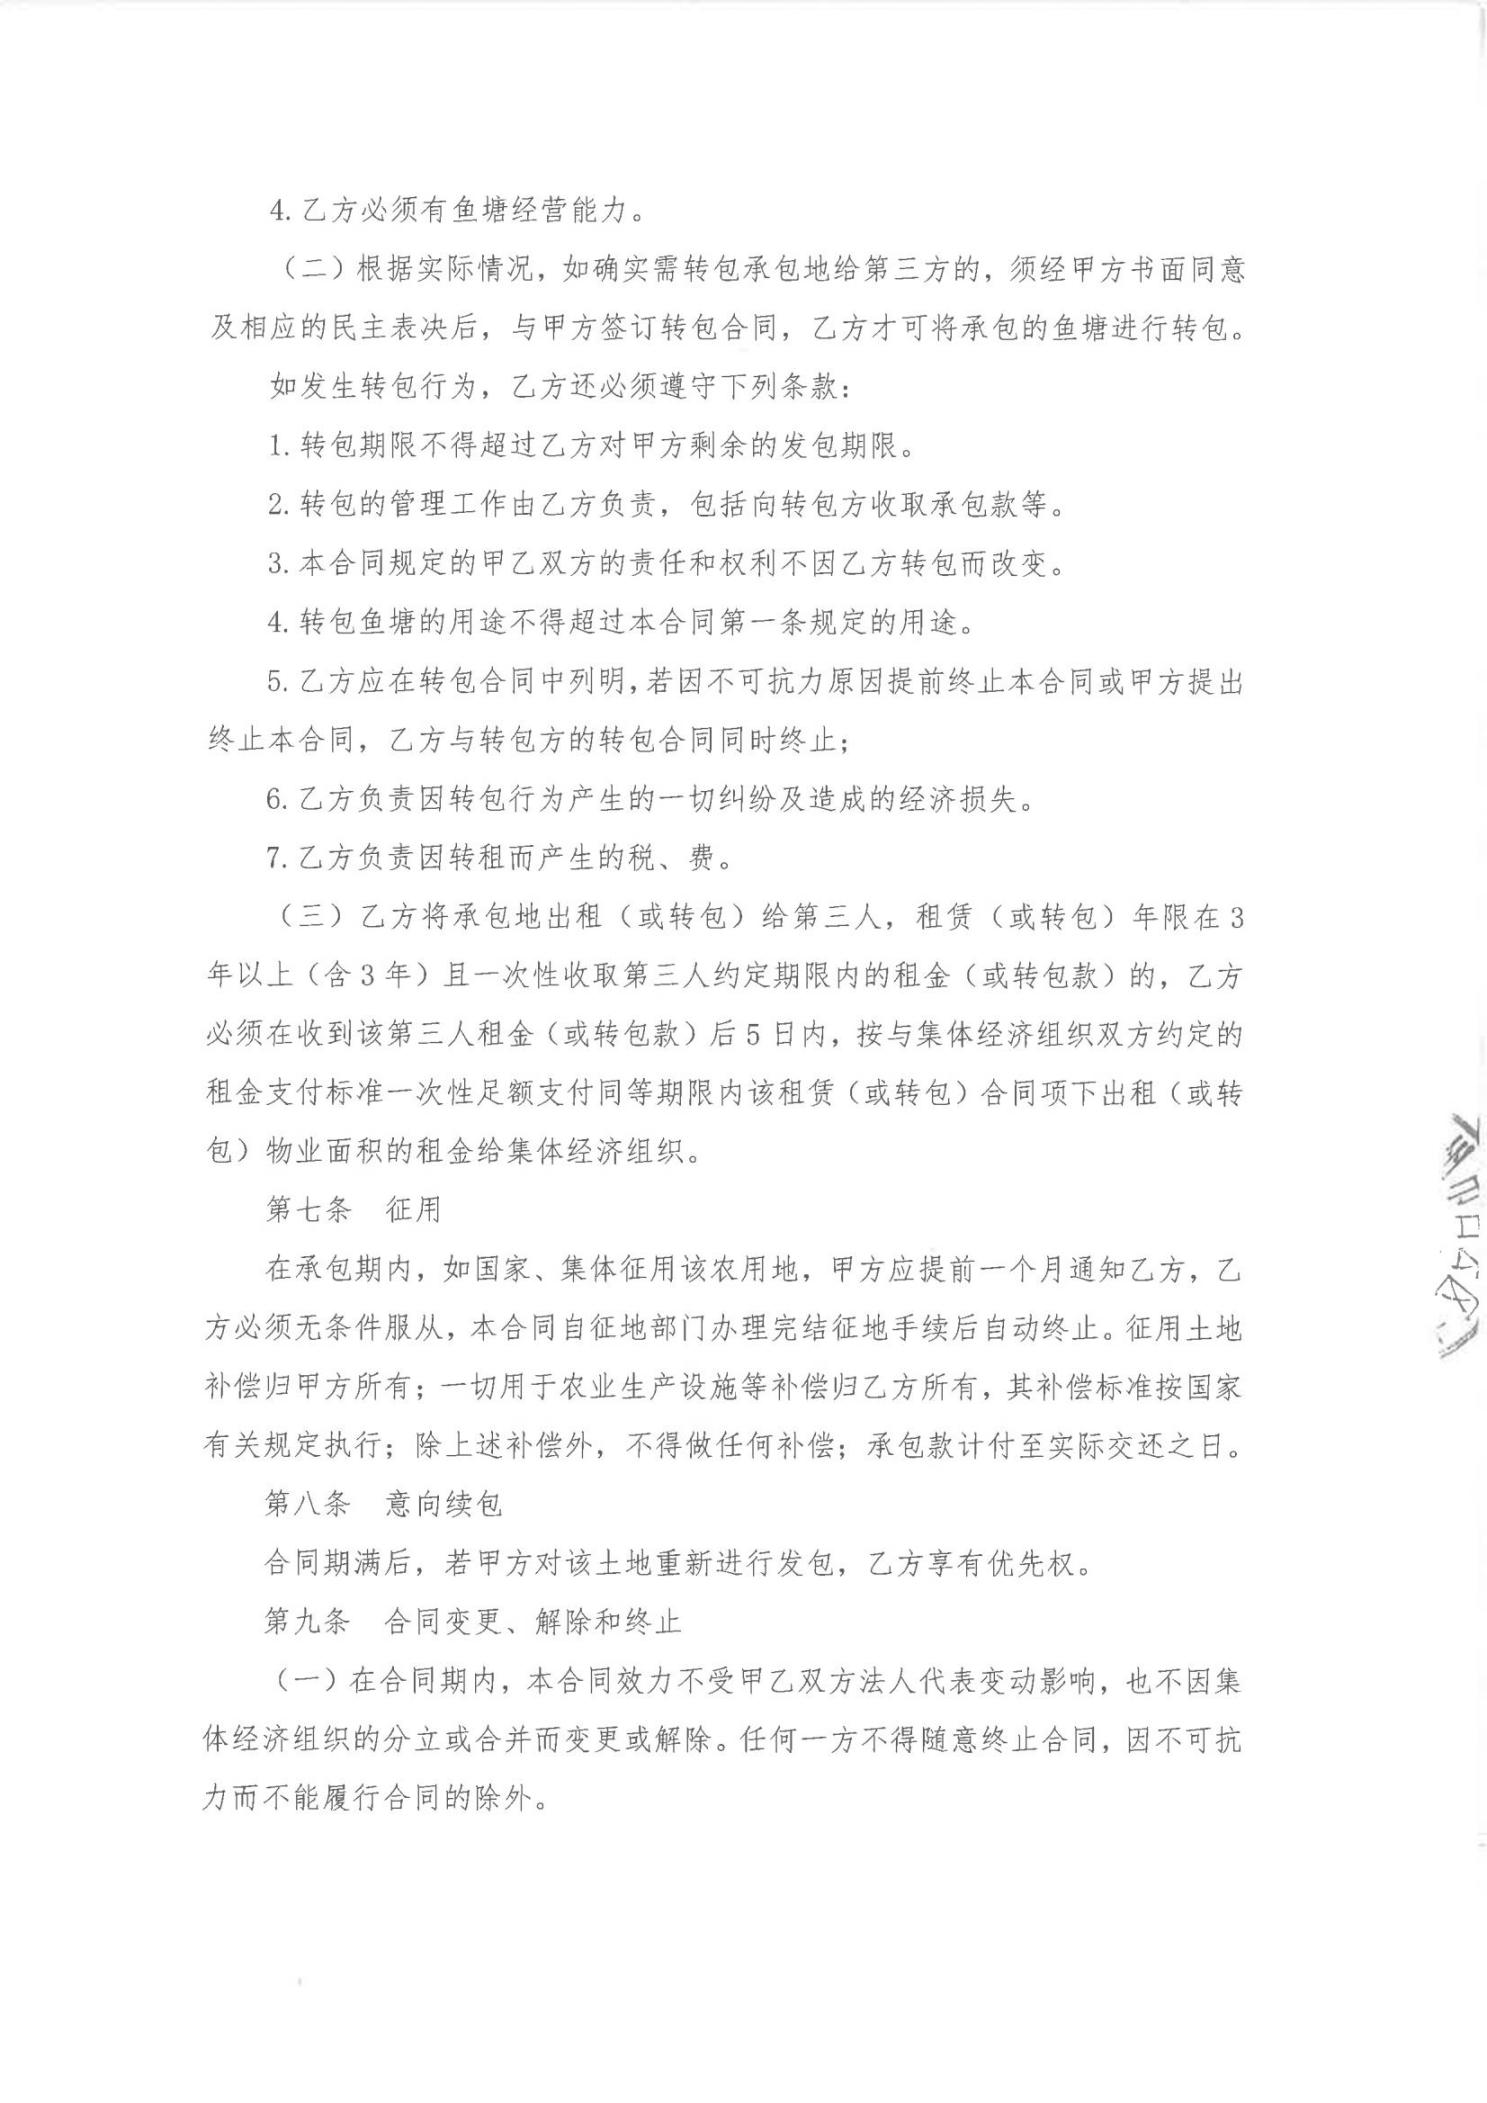 4.乙方必须有鱼塘经营能力。
（二）根据实际情况，如确实需转包承包地给第三方的，须经甲方书面同意
及相应的民主表决后，与甲方签订转包合同，乙方才可将承包的鱼塘进行转包。
如发生转包行为，乙方还必须遵守下列条款：
1.转包期限不得超过乙方对甲方剩余的发包期限。
2.转包的管理工作由乙方负责，包括向转包方收取承包款等。
3.本合同规定的甲乙双方的责任和权利不因乙方转包而改变。
4.转包鱼塘的用途不得超过本合同第一条规定的用途。
5.乙方应在转包合同中列明，若因不可抗力原因提前终止本合同或甲方提出
终止本合同，乙方与转包方的转包合同同时终止；
6.乙方负责因转包行为产生的一切纠纷及造成的经济损失。
7.乙方负责因转租而产生的税、费。
（三）乙方将承包地出租（或转包）给第三人，租赁（或转包）年限在 3
年以上（含 3 年）且一次性收取第三人约定期限内的租金（或转包款）的，乙方
必须在收到该第三人租金（或转包款）后 5 日内，按与集体经济组织双方约定的
租金支付标准一次性足额支付同等期限内该租赁（或转包）合同项下出租（或转
包）物业面积的租金给集体经济组织。
第七条　征用
在承包期内，如国家、集体征用该农用地，甲方应提前一个月通知乙方，乙
方必须无条件服从，本合同自征地部门办理完结征地手续后自动终止。征用土地
补偿归甲方所有；一切用于农业生产设施等补偿归乙方所有，其补偿标准按国家
有关规定执行；除上述补偿外，不得做任何补偿；承包款计付至实际交还之日。
第八条　意向续包
合同期满后，若甲方对该土地重新进行发包，乙方享有优先权。
第九条　合同变更、解除和终止
（一）在合同期内，本合同效力不受甲乙双方法人代表变动影响，也不因集
体经济组织的分立或合并而变更或解除。任何一方不得随意终止合同，因不可抗
力而不能履行合同的除外。